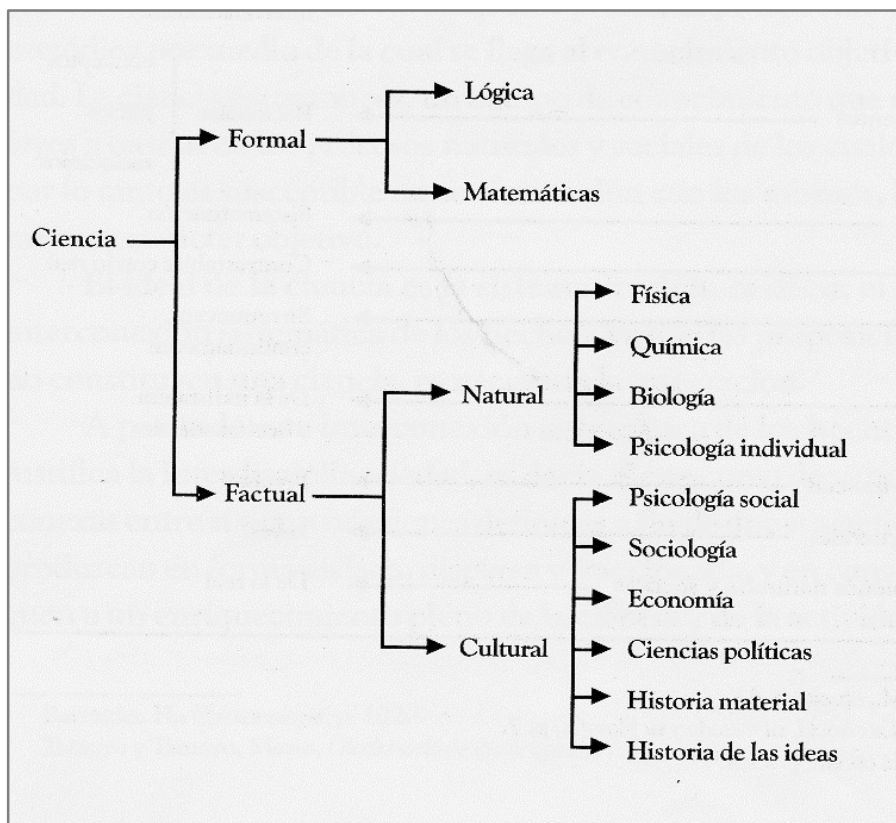 Lógica
Formal
Matemáticas
Ciencia
Física
Química
Natural
Biología
Psicología individual
Factual
Psicología social
Sociología
Economía
Cultural
Ciencias políticas
Historia material
Historia de las ideas